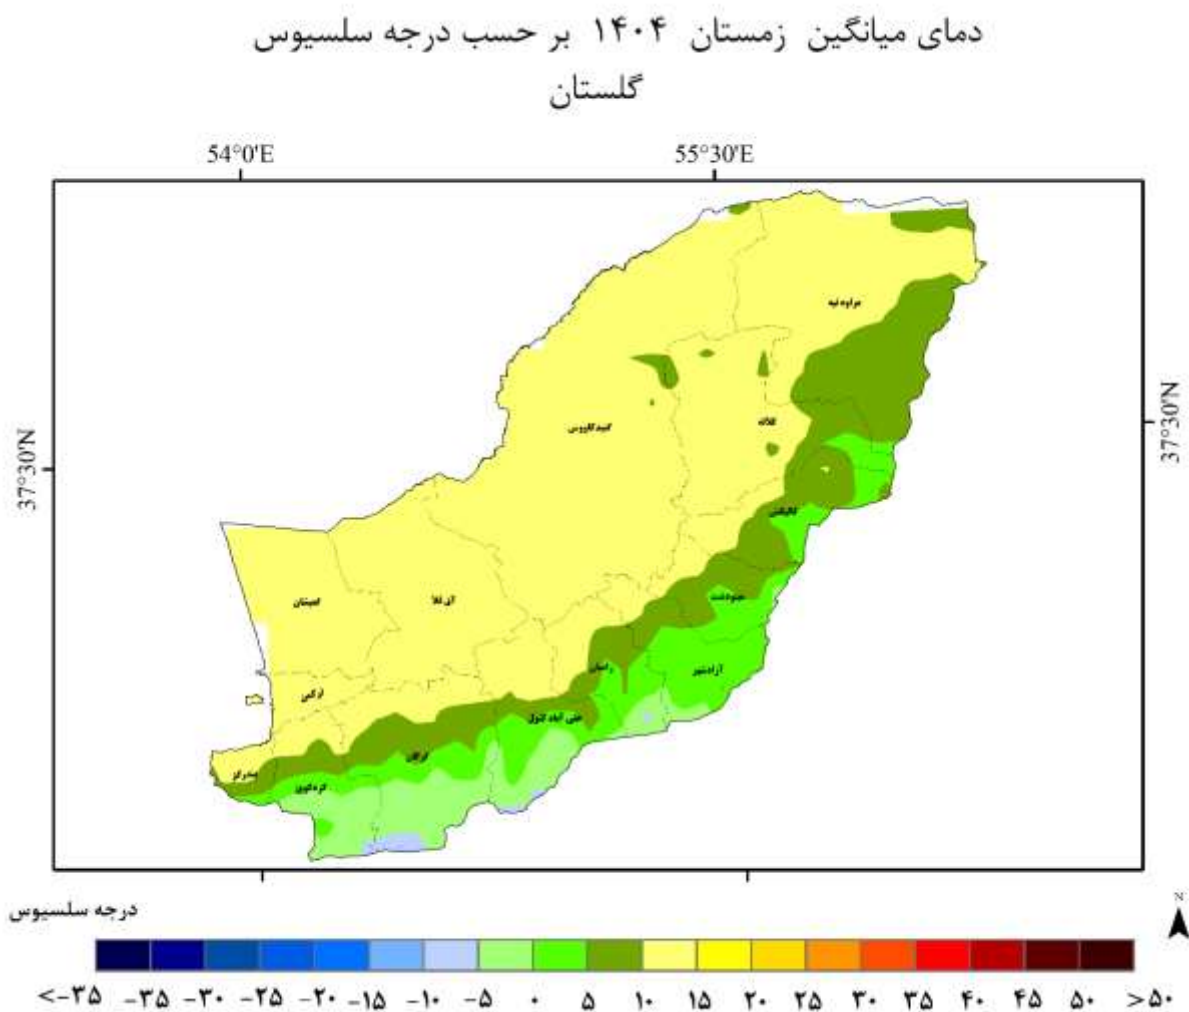 دمای میانگین زمستان ۱۴۰۴ بر حسب درجه سلسیوس
گلستان
54°0'E 55°30'E
37°30'N
37°30'N
مراوه تپه
گنبدکاووس
کلاله
گالیکش
مینودشت
گمیشان
آق قلا
رامیان
آزادشهر
ترکمن
علی آباد کتول
گرگان
بندرگز
کردکوی
درجه سلسیوس
N
<-۳۵ -۳۵ -۳۰ -۲۵ -۲۰ -۱۵ -۱۰ -۵ ۰ ۵ ۱۰ ۱۵ ۲۰ ۲۵ ۳۰ ۳۵ ۴۰ ۴۵ ۵۰ >۵۰